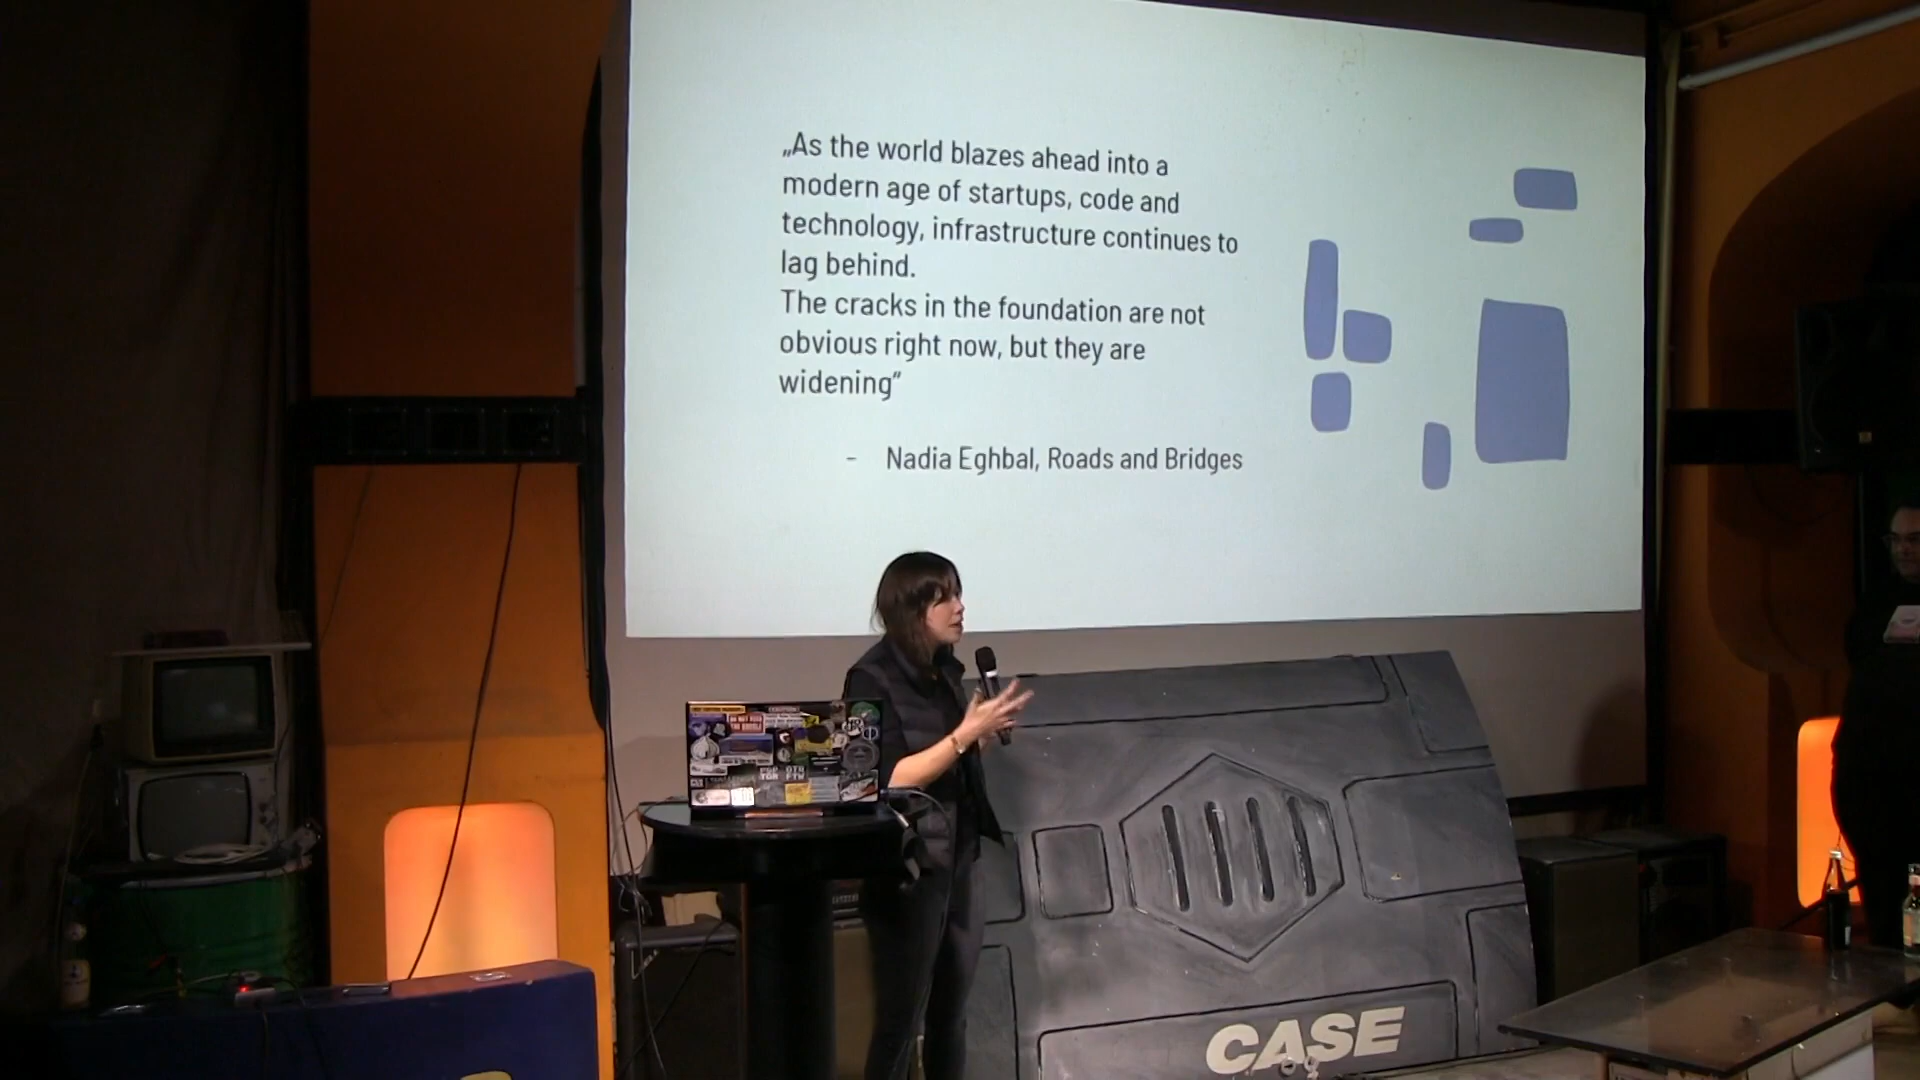 „As the world blazes ahead into a
modern age of startups, code and
technology, infrastructure continues to
lag behind.
The cracks in the foundation are not
obvious right now, but they are
widening”
- Nadia Eghbal, Roads and Bridges
CASE